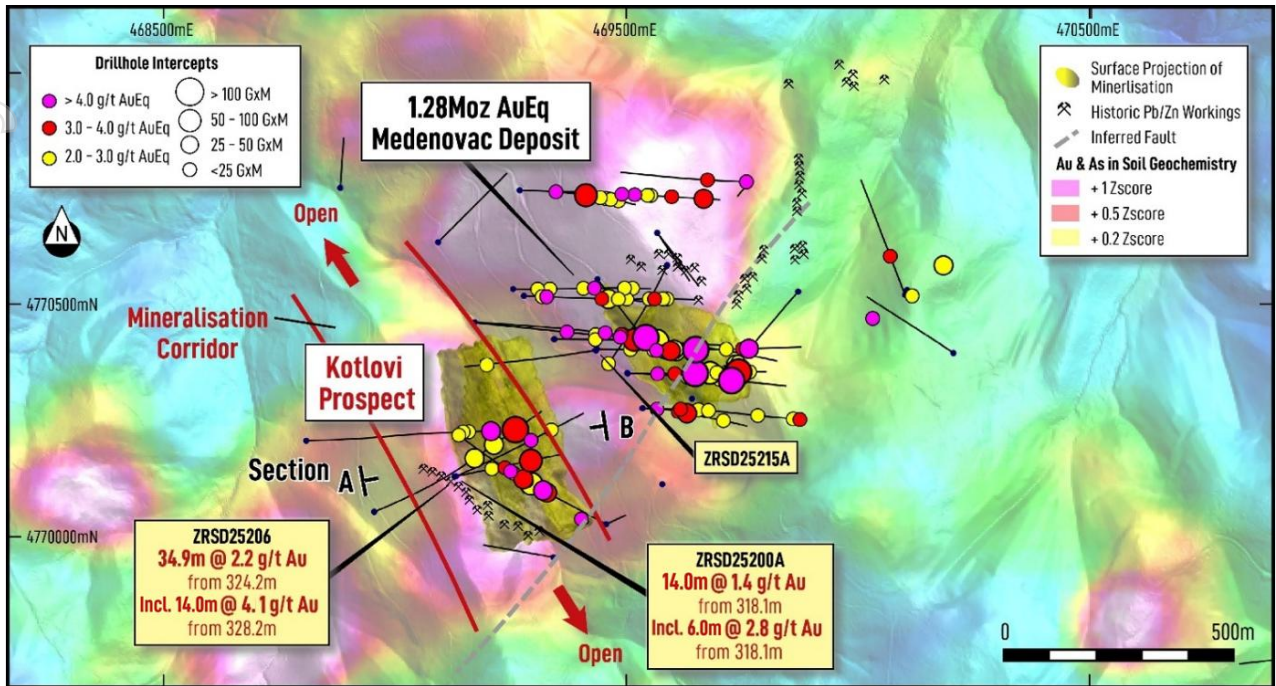 468500mE
469500mE
470500mE
Drillhole Intercepts
> 4.0 g/t AuEq
3.0 - 4.0 g/t AuEq
2.0 - 3.0 g/t AuEq
> 100 GxM
50 - 100 GxM
25 - 50 GxM
<25 GxM
1.28Moz AuEq
Medenovac Deposit
Surface Projection of
Minerlisation
Historic Pb/Zn Workings
Inferred Fault
Au & As in Soil Geochemistry
+ 1 Zscore
+ 0.5 Zscore
+ 0.2 Zscore
N
Open
4770500mN
Mineralisation
Corridor
Kotlovi
Prospect
B
ZRSD25215A
Section
A
4770000mN
ZRSD25206
34.9m @ 2.2 g/t Au
from 324.2m
Incl. 14.0m @ 4.1 g/t Au
from 328.2m
ZRSD25200A
14.0m @ 1.4 g/t Au
from 318.1m
Incl. 6.0m @ 2.8 g/t Au
from 318.1m
Open
0
500m